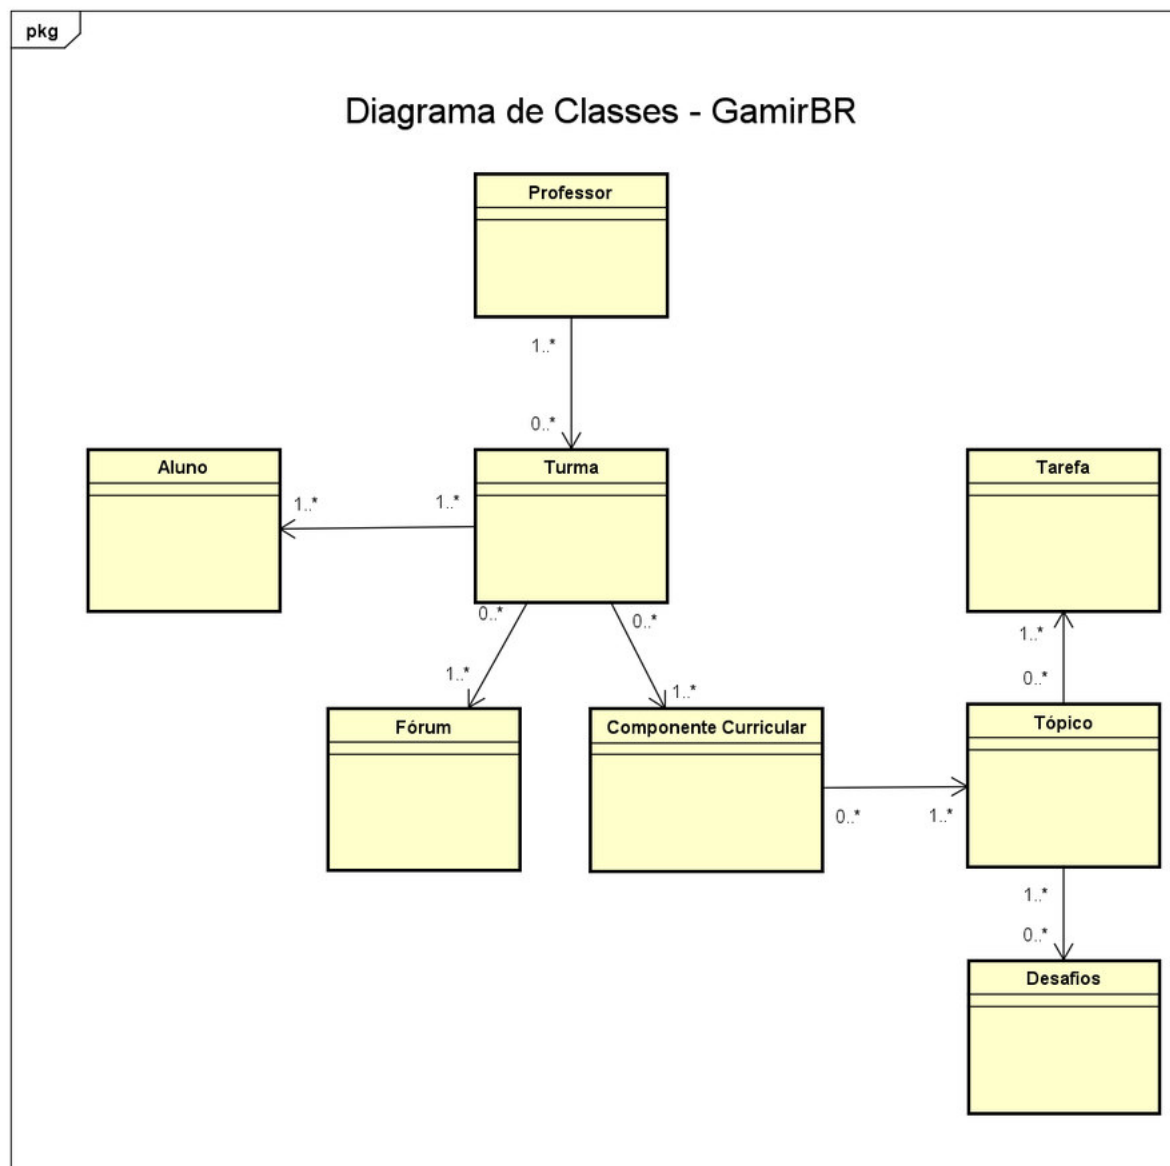 pkg
Diagrama de Classes - GamirBR
Professor
1..*
0..*
Aluno
Turma
Tarefa
1..*
1..*
0..*
0..*
1..*
1..*
1..*
0..*
Fórum
Componente Curricular
Tópico
0..*
1..*
1..*
0..*
Desafios